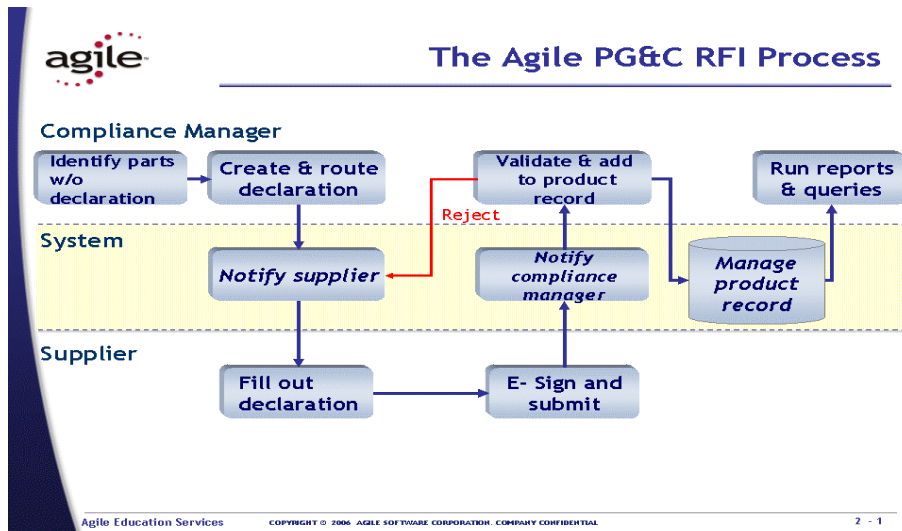 agile™
The Agile PG&C RFI Process
Compliance Manager
Identify parts
w/o
declaration
Create & route
declaration
Validate & add
to product
record
Run reports
& queries
Reject
System
Notify supplier
Notify
compliance
manager
Manage
product
record
Supplier
Fill out
declaration
E- Sign and
submit
Agile Education Services
COPYRIGHT © 2006 AGILE SOFTWARE CORPORATION. COMPANY CONFIDENTIAL
2 - 1